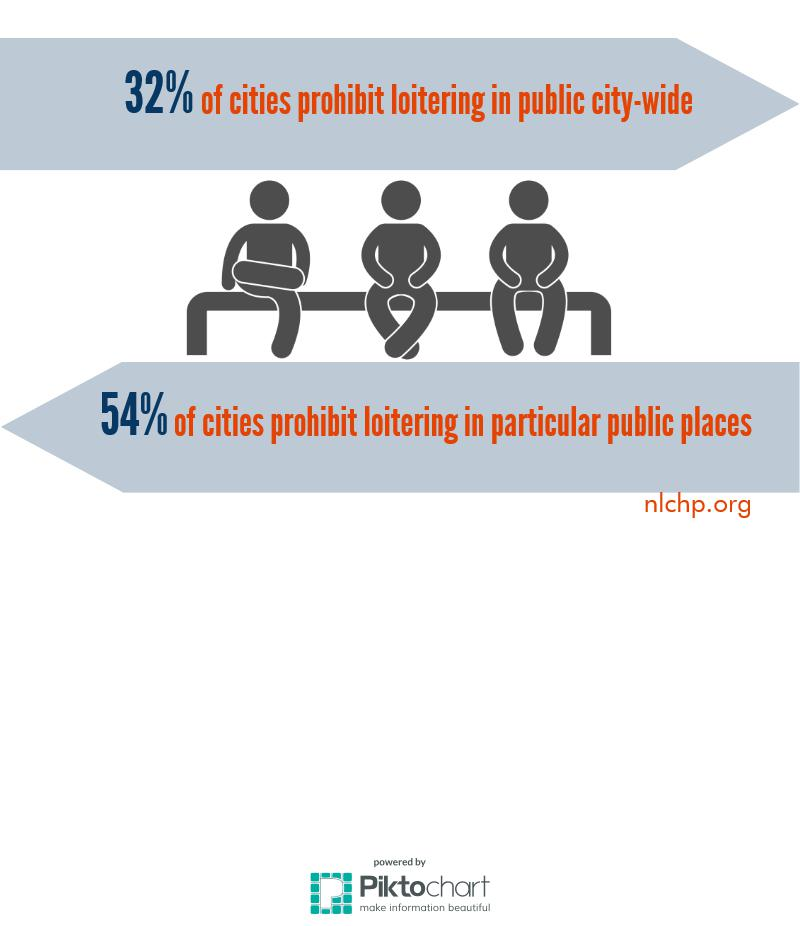 32% of cities prohibit loitering in public city-wide
54% of cities prohibit loitering in particular public places
nlchp.org
powered by
Piktochart
make information beautiful